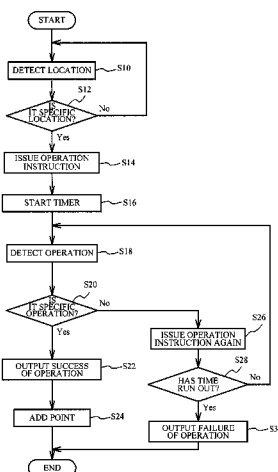 START
DETECT LOCATION
S10
IS
IT SPECIFIC
LOCATION?
S12
No
Yes
ISSUE OPERATION
INSTRUCTION
S14
START TIMER
S16
DETECT OPERATION
S18
IS
IT SPECIFIC
OPERATION?
S20
No
Yes
ISSUE OPERATION
INSTRUCTION AGAIN
S26
OUTPUT SUCCESS
OF OPERATION
S22
HAS TIME
RUN OUT?
S28
No
Yes
ADD POINT
S24
OUTPUT FAILURE
OF OPERATION
S3
END